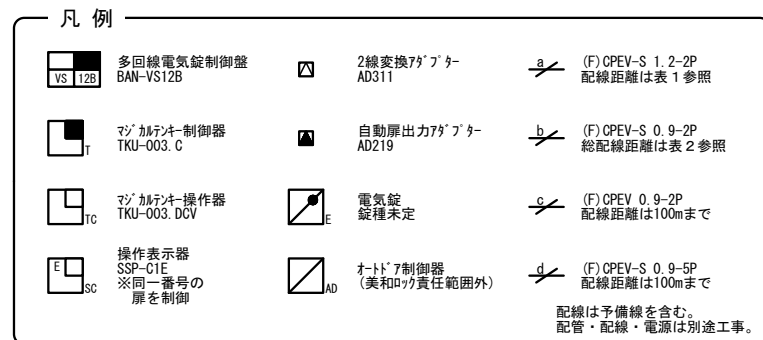 凡 例
VS 12B
多回線電気錠制御盤
BAN-VS12B
T
マジカルテンキー制御器
TKU-003.C
TC
マジカルテンキー操作器
TKU-003.DCV
E
SC
操作表示器
SSP-C1E
※同一番号の
扉を制御
2線変換アダプター
AD311
自動扉出力アダプター
AD219
E
電気錠
錠種未定
AD
オートドア制御器
(美和ロック責任範囲外)
a
(F)CPEV-S 1.2-2P
配線距離は表1参照
b
(F)CPEV-S 0.9-2P
総配線距離は表2参照
c
(F)CPEV 0.9-2P
配線距離は100mまで
d
(F)CPEV-S 0.9-5P
配線距離は100mまで
配線は予備線を含む。
配管・配線・電源は別途工事。